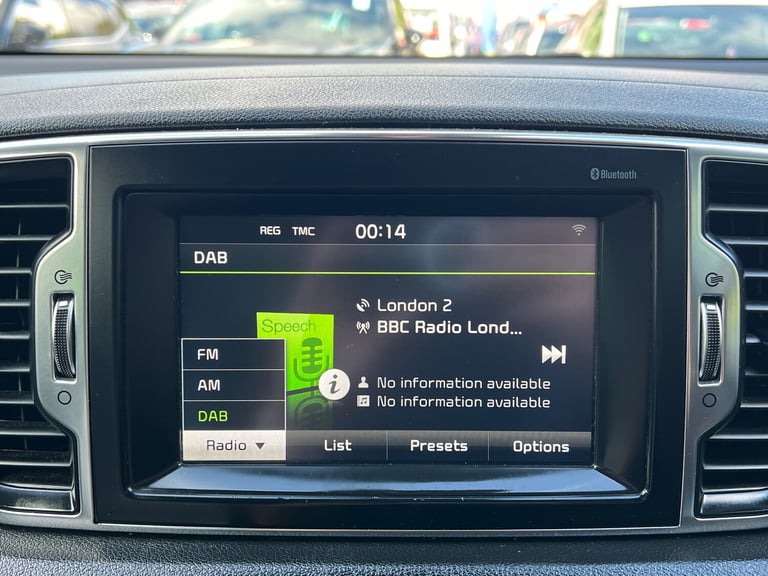 Bluetooth
REG TMC 00:14
DAB
London 2
BBC Radio Lond...
Speech
FM
AM
DAB
i
No information available
No information available
Radio List Presets Options